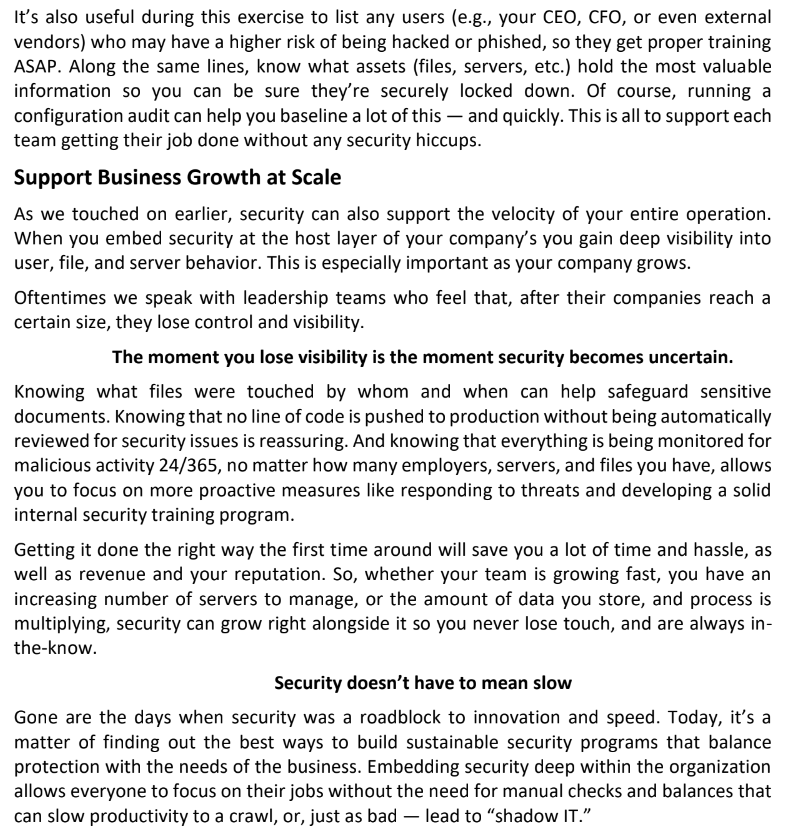 It’s also useful during this exercise to list any users (e.g., your CEO, CFO, or even external
vendors) who may have a higher risk of being hacked or phished, so they get proper training
ASAP. Along the same lines, know what assets (files, servers, etc.) hold the most valuable
information so you can be sure they’re securely locked down. Of course, running a
configuration audit can help you baseline a lot of this — and quickly. This is all to support each
team getting their job done without any security hiccups.
Support Business Growth at Scale
As we touched on earlier, security can also support the velocity of your entire operation.
When you embed security at the host layer of your company’s you gain deep visibility into
user, file, and server behavior. This is especially important as your company grows.
Oftentimes we speak with leadership teams who feel that, after their companies reach a
certain size, they lose control and visibility.
The moment you lose visibility is the moment security becomes uncertain.
Knowing what files were touched by whom and when can help safeguard sensitive
documents. Knowing that no line of code is pushed to production without being automatically
reviewed for security issues is reassuring. And knowing that everything is being monitored for
malicious activity 24/365, no matter how many employers, servers, and files you have, allows
you to focus on more proactive measures like responding to threats and developing a solid
internal security training program.
Getting it done the right way the first time around will save you a lot of time and hassle, as
well as revenue and your reputation. So, whether your team is growing fast, you have an
increasing number of servers to manage, or the amount of data you store, and process is
multiplying, security can grow right alongside it so you never lose touch, and are always in-
the-know.
Security doesn’t have to mean slow
Gone are the days when security was a roadblock to innovation and speed. Today, it’s a
matter of finding out the best ways to build sustainable security programs that balance
protection with the needs of the business. Embedding security deep within the organization
allows everyone to focus on their jobs without the need for manual checks and balances that
can slow productivity to a crawl, or, just as bad — lead to “shadow IT.”